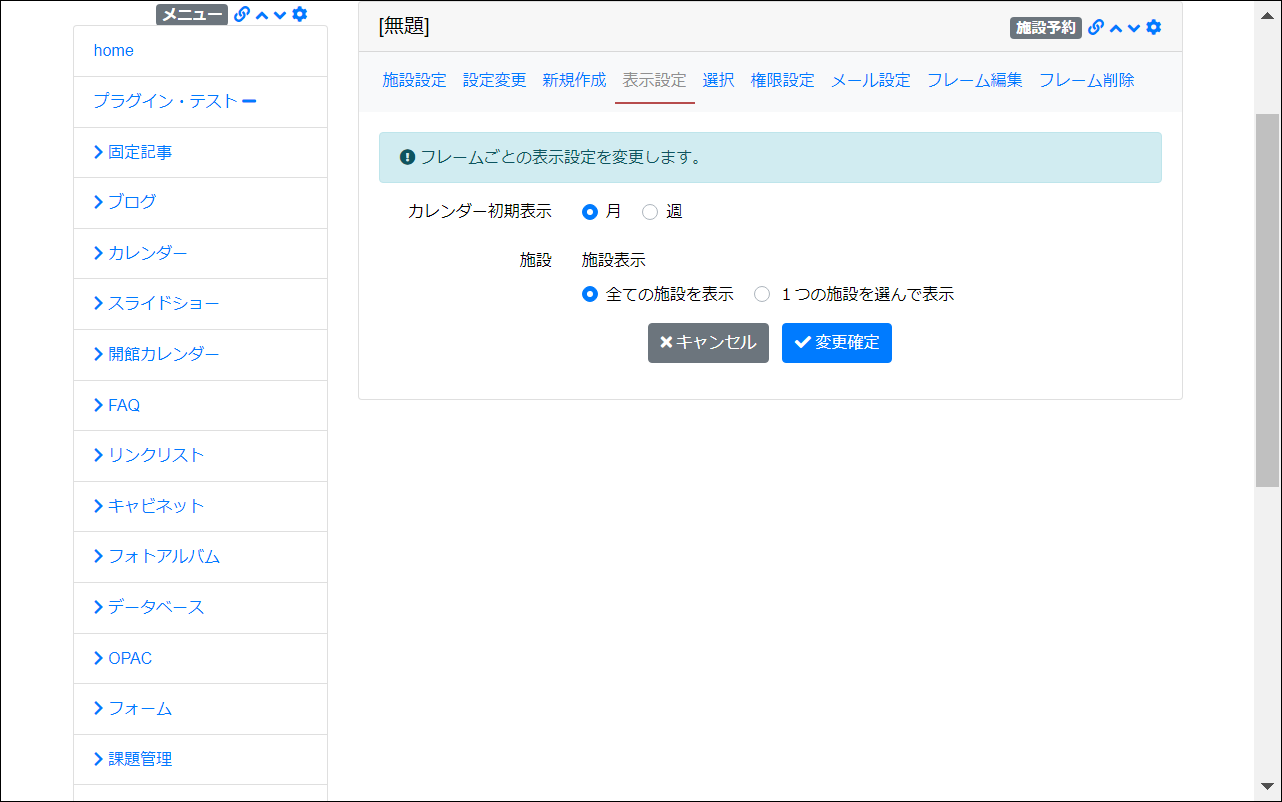 メニュー
home
プラグイン・テスト
固定記事
ブログ
カレンダー
スライドショー
開館カレンダー
FAQ
リンクリスト
キャビネット
フォトアルバム
データベース
OPAC
フォーム
課題管理
[無題]
施設予約
施設設定 設定変更 新規作成 表示設定 選択 権限設定 メール設定 フレーム編集 フレーム削除
フレームごとの表示設定を変更します。
カレンダー初期表示 月 週
施設 施設表示
全ての施設を表示 １つの施設を選んで表示
キャンセル 変更確定